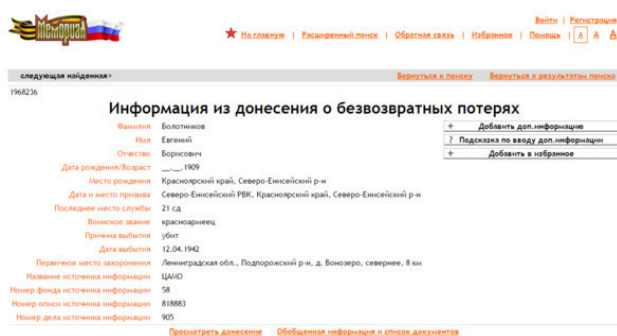 Мемориал
Войти | Регистрация
На главную | Расширенный поиск | Обратная связь | Избранное | Помощь | А А А
следующая найденная> Вернуться к поиску Вернуться к результатам поиска
1968236
Информация из донесения о безвозвратных потерях
Фамилия Болотников
+ Добавить доп.информацию
Имя Евгений
? Подсказка по вводу доп.информации
Отчество Борисович
+ Добавить в избранное
Дата рождения/Возраст __.__.1909
Место рождения Красноярский край, Северо-Енисейский р-н
Дата и место призыва Северо-Енисейский РВК, Красноярский край, Северо-Енисейский р-н
Последнее место службы 21 сд
Воинское звание красноармеец
Причина выбытия убит
Дата выбытия 12.04.1942
Первичное место захоронения Ленинградская обл., Подпорожский р-н, д. Вонозеро, севернее, 8 км
Название источника информации ЦАМО
Номер фонда источника информации 58
Номер описи источника информации 818883
Номер дела источника информации 905
Просмотреть донесение Обобщенная информация и список документов